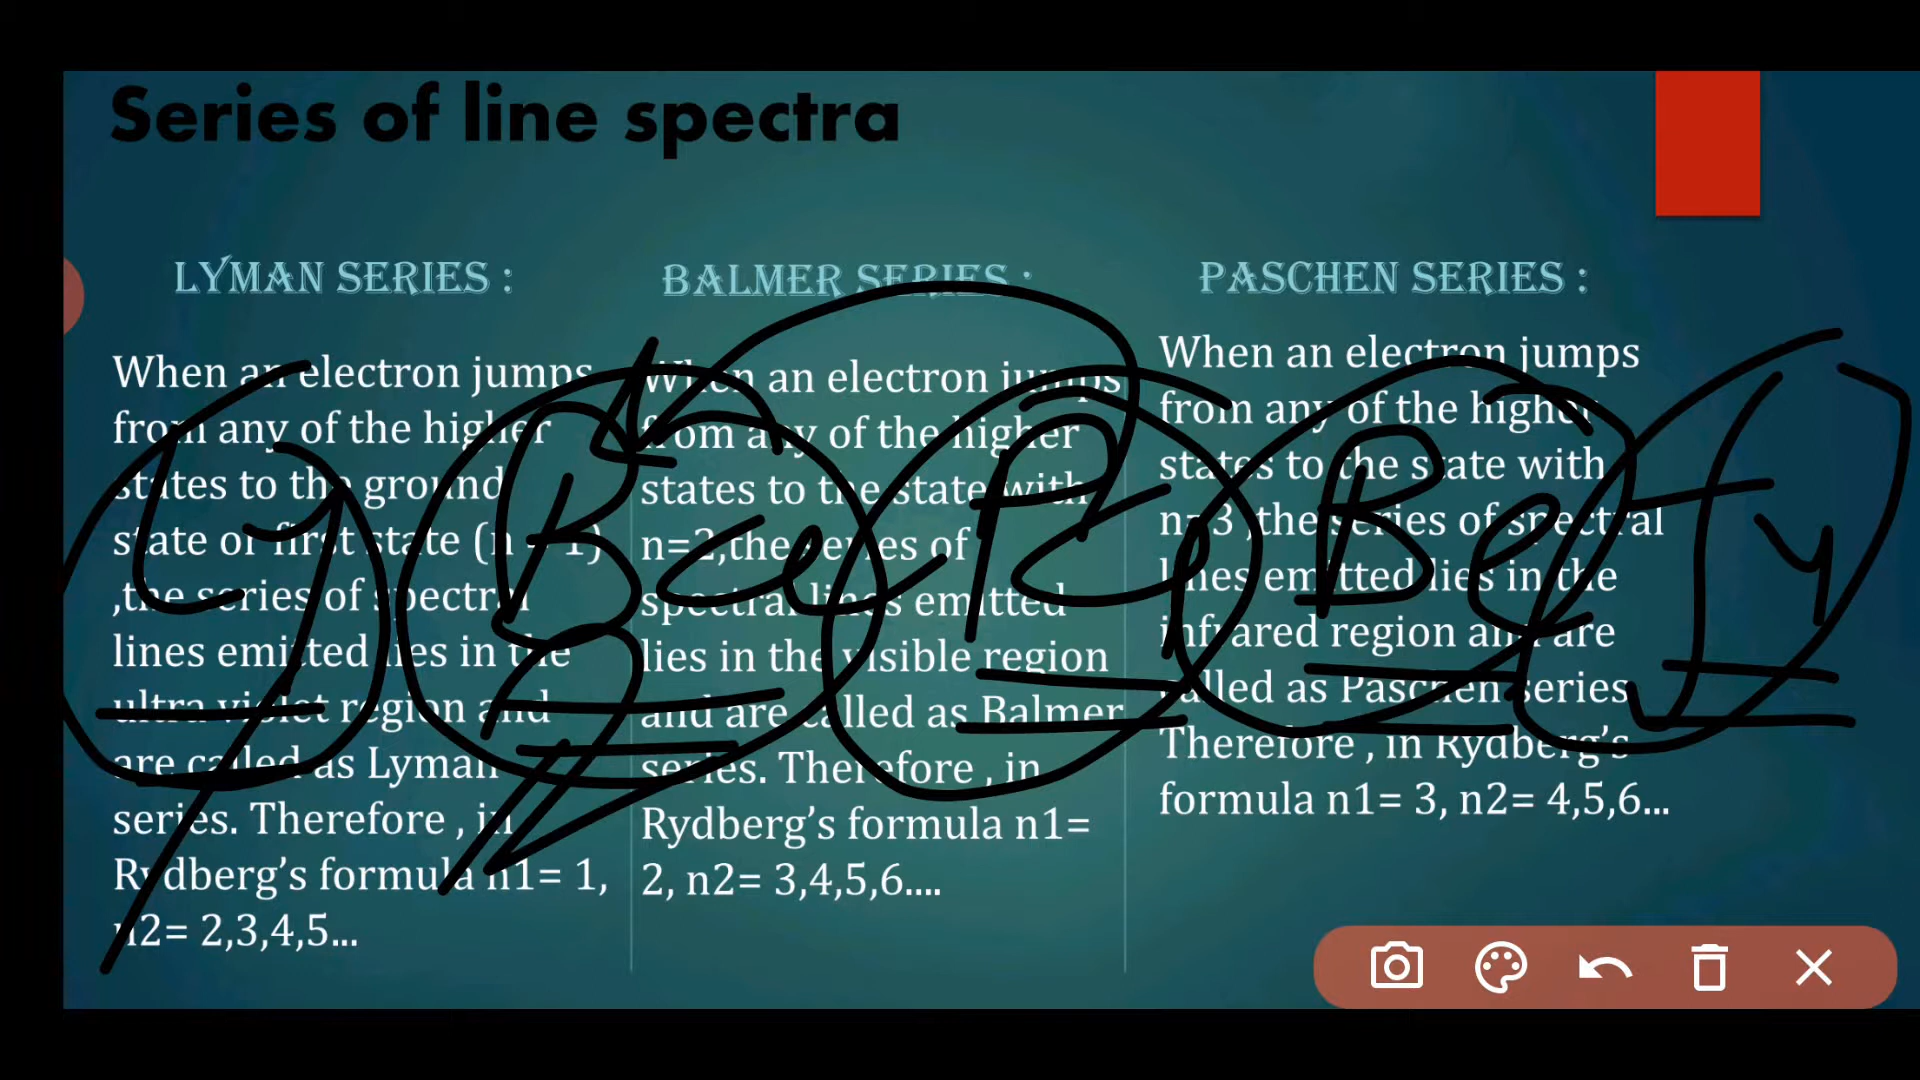 Series of line spectra
LYMAN SERIES :
When an electron jumps
from any of the higher
states to the ground
state or first state (n = 1)
,the series of spectral
lines emitted lies in the
ultra violet region and
are called as Lyman
series. Therefore , in
Rydberg's formula n1= 1,
n2= 2,3,4,5...
BALMER SERIES :
When an electron jumps
from any of the higher
states to the state with
n=2,the series of
spectral lines emitted
lies in the visible region
and are called as Balmer
series. Therefore , in
Rydberg's formula n1=
2, n2= 3,4,5,6....
PASCHEN SERIES :
When an electron jumps
from any of the higher
states to the state with
n=3 ,the series of spectral
lines emitted lies in the
infrared region and are
called as Paschen series.
Therefore , in Rydberg's
formula n1= 3, n2= 4,5,6...
Ly
Ba
Pa
Be